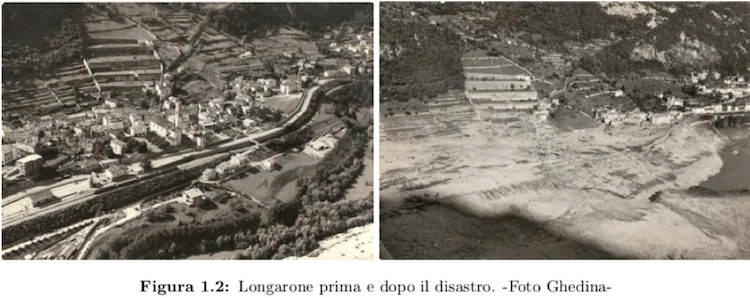 Figura 1.2: Longarone prima e dopo il disastro. -Foto Ghedina-